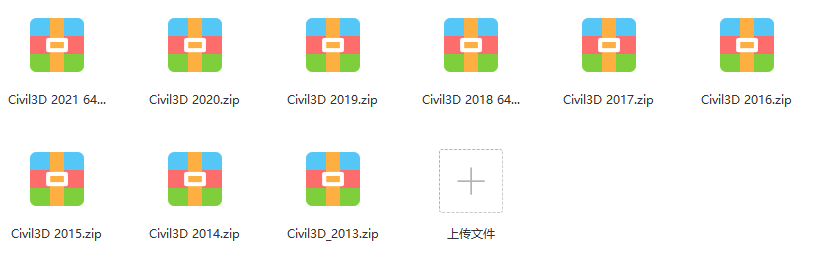 Civil3D 2021 64...
Civil3D 2020.zip
Civil3D 2019.zip
Civil3D 2018 64...
Civil3D 2017.zip
Civil3D 2016.zip
Civil3D 2015.zip
Civil3D 2014.zip
Civil3D_2013.zip
上传文件